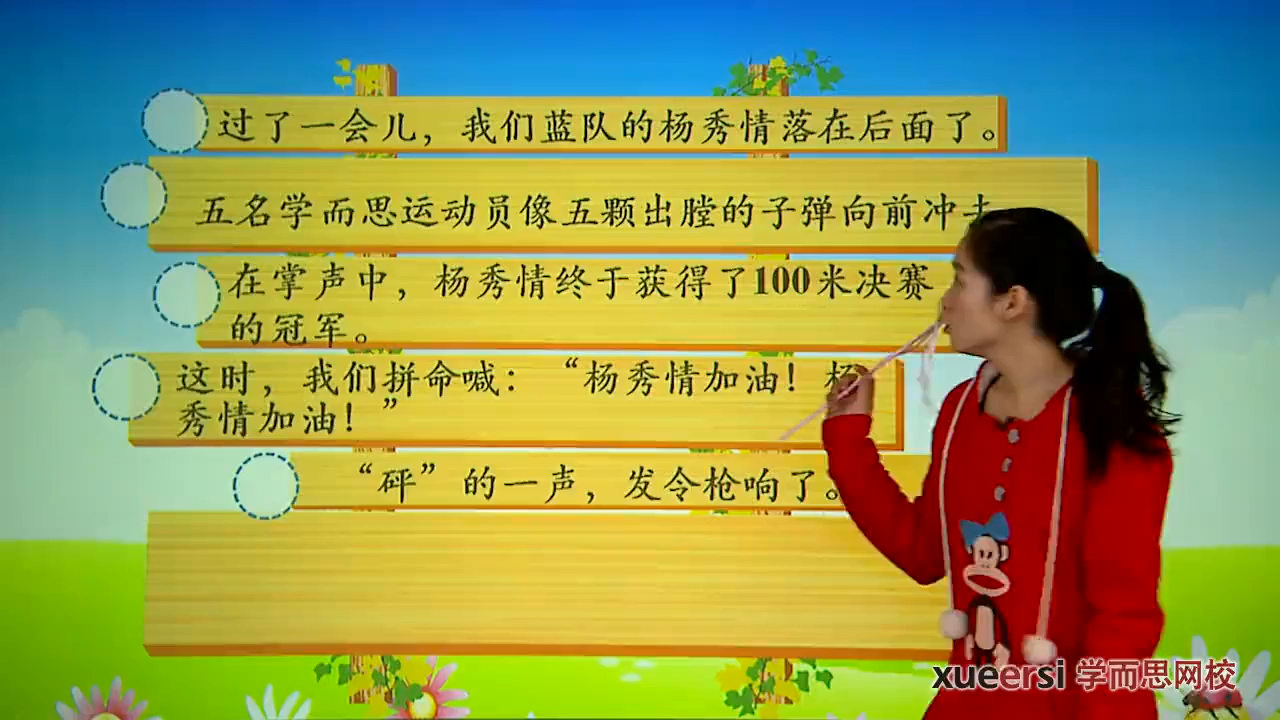 过了一会儿，我们蓝队的杨秀情落在后面了。
五名学而思运动员像五颗出膛的子弹向前冲去
在掌声中，杨秀情终于获得了100米决赛
的冠军。
这时，我们拼命喊：“杨秀情加油！杨
秀情加油！”
“砰”的一声，发令枪响了。
xueersi 学而思网校